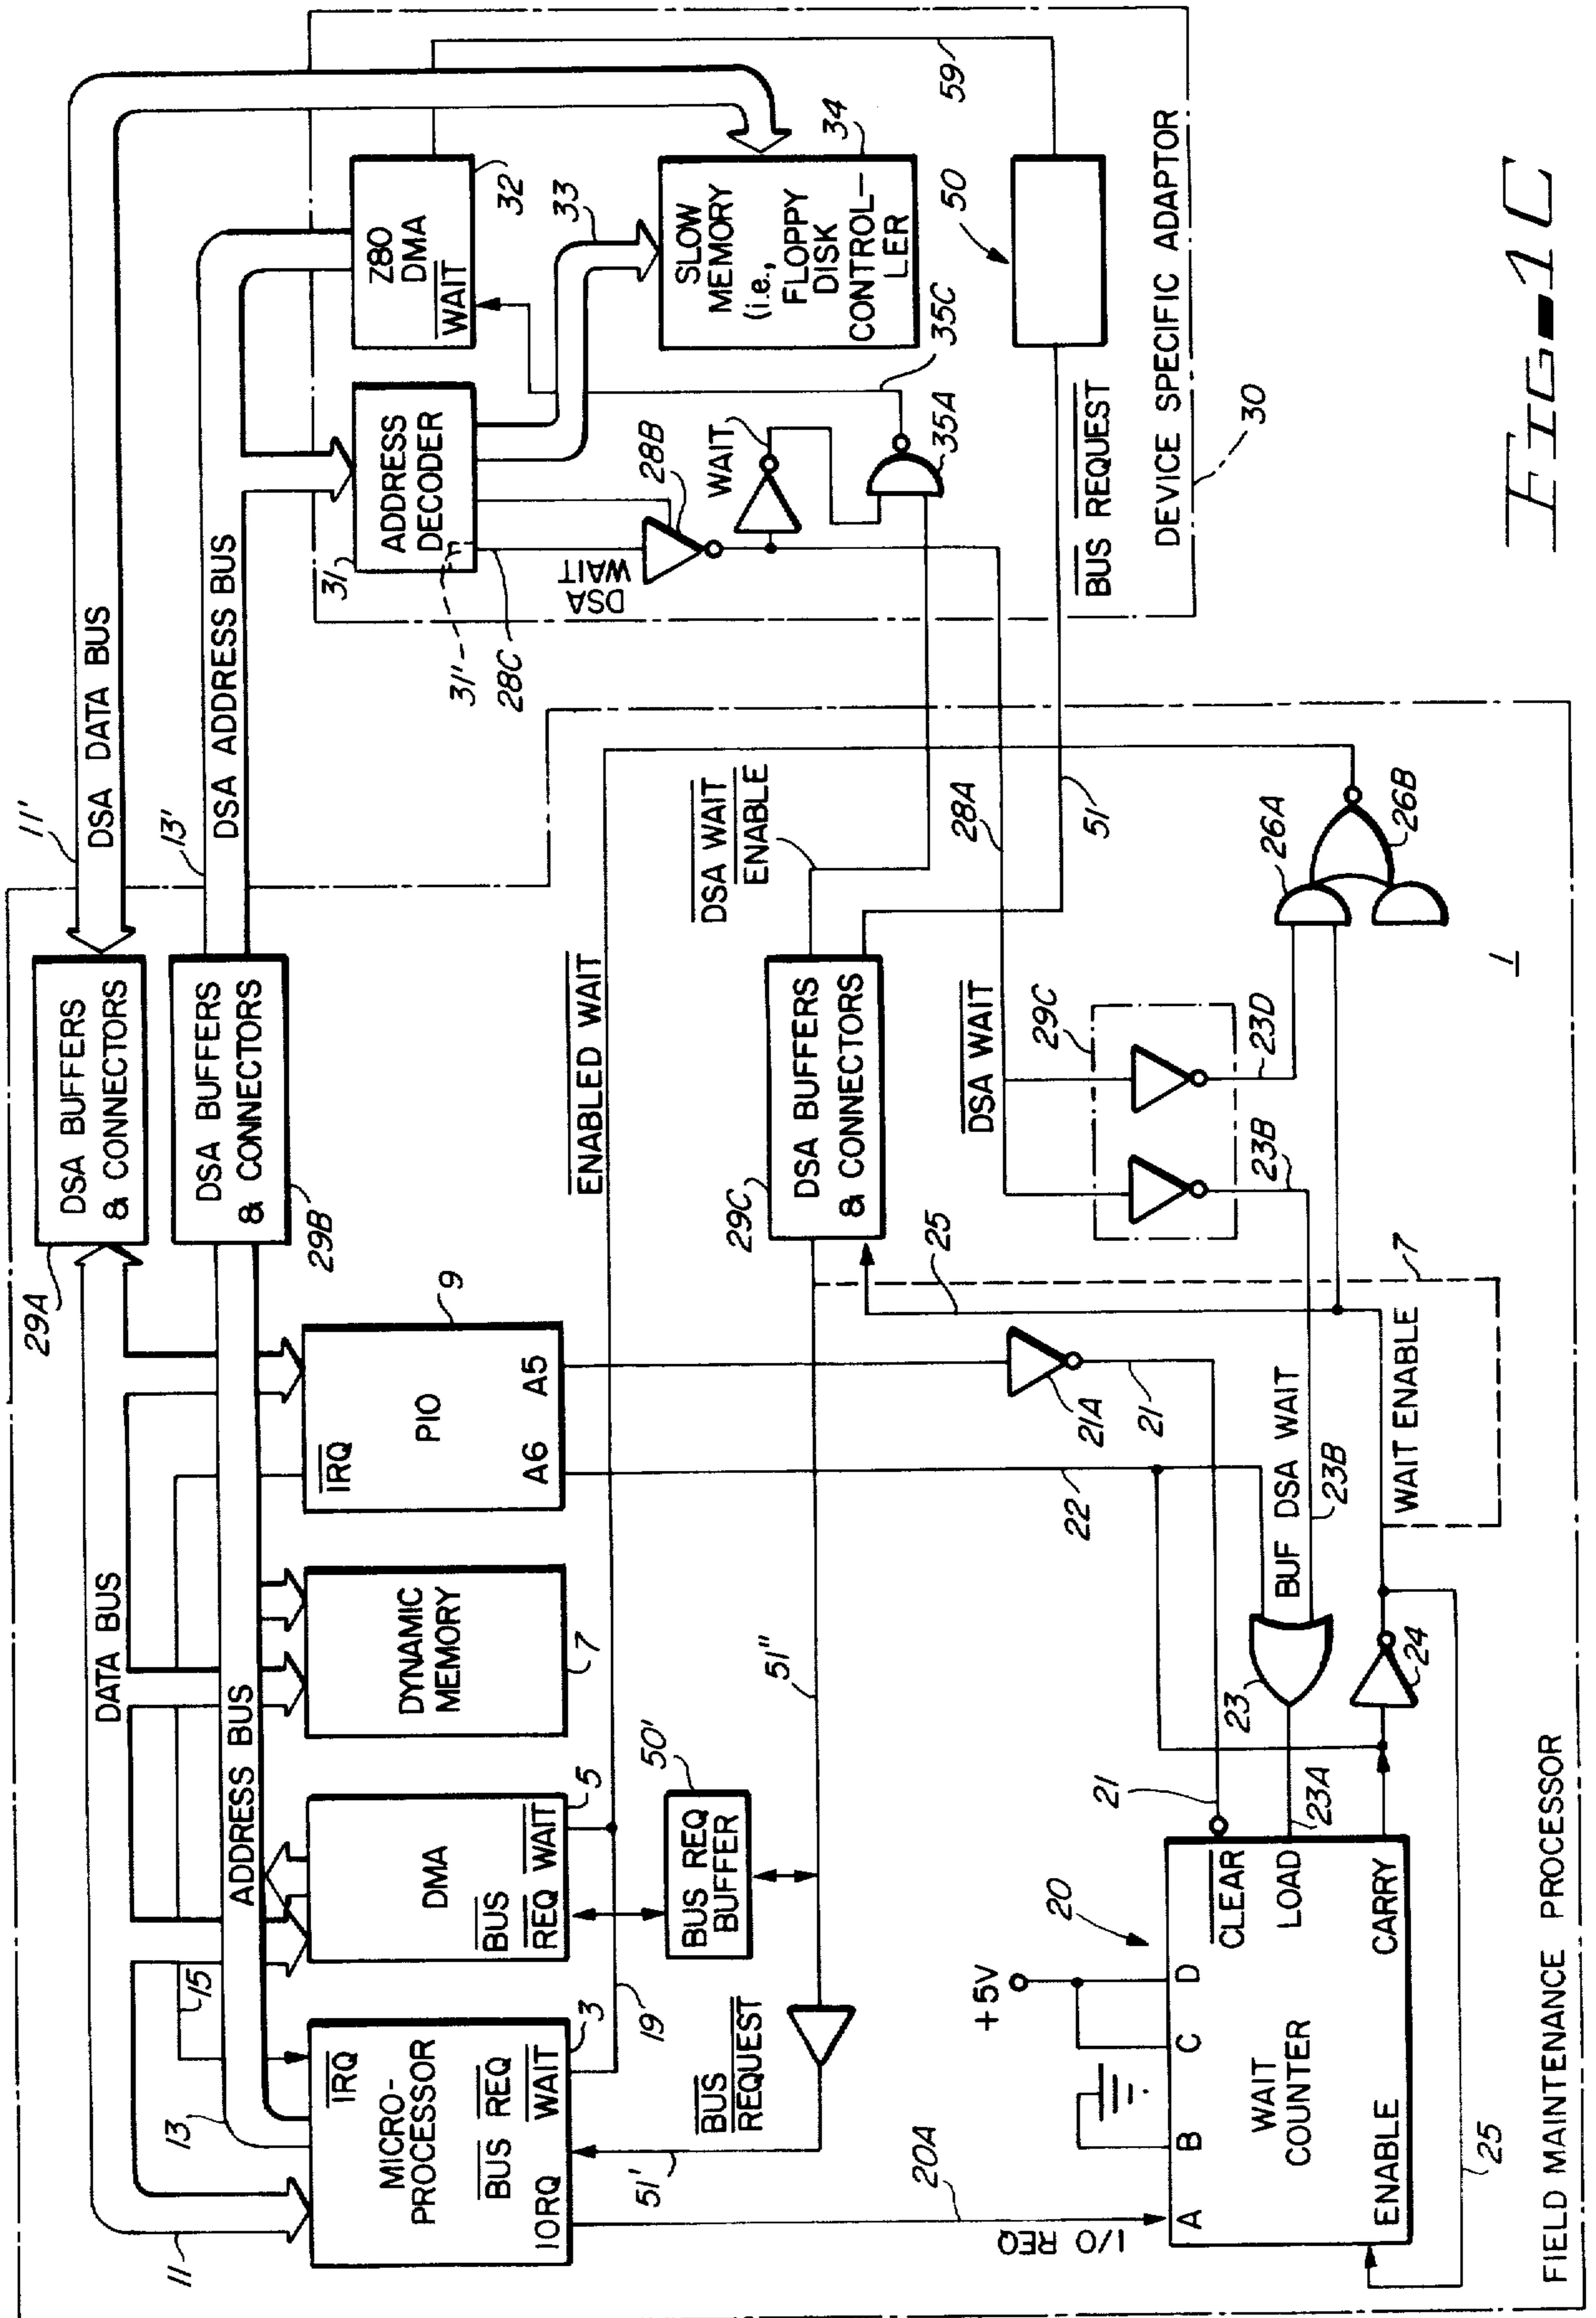 11'
DSA DATA BUS
13'
DSA ADDRESS BUS
29A
DSA BUFFERS
& CONNECTORS
DSA BUFFERS
& CONNECTORS
29B
DATA BUS
ADDRESS BUS
11
13
15
IRQ
MICRO-
PROCESSOR
BUS REQ
IORQ
WAIT
3
DMA
BUS
REQ
WAIT
5
DYNAMIC
MEMORY
7
IRQ
PIO
A6
A5
9
ENABLED WAIT
19
50'
BUS REQ
BUFFER
BUS
REQUEST
51'
51"
20A
I/O REQ
29C
DSA BUFFERS
& CONNECTORS
DSA WAIT
ENABLE
25
21A
21
22
21
DSA WAIT
28A
29C
23B
23D
51
26A
26B
BUF DSA WAIT
23B
23
23A
24
WAIT ENABLE
7
+5V
20
A
B
C
D
WAIT
COUNTER
CLEAR
LOAD
ENABLE
CARRY
25
1
FIELD MAINTENANCE PROCESSOR
31
ADDRESS
DECODER
31'
28C
DSA
WAIT
28B
WAIT
35A
35C
Z80
DMA
WAIT
32
33
SLOW
MEMORY
(i.e.,
FLOPPY
DISK
CONTROL-
LER
34
50
59
BUS REQUEST
DEVICE SPECIFIC ADAPTOR
30
FIG-1C